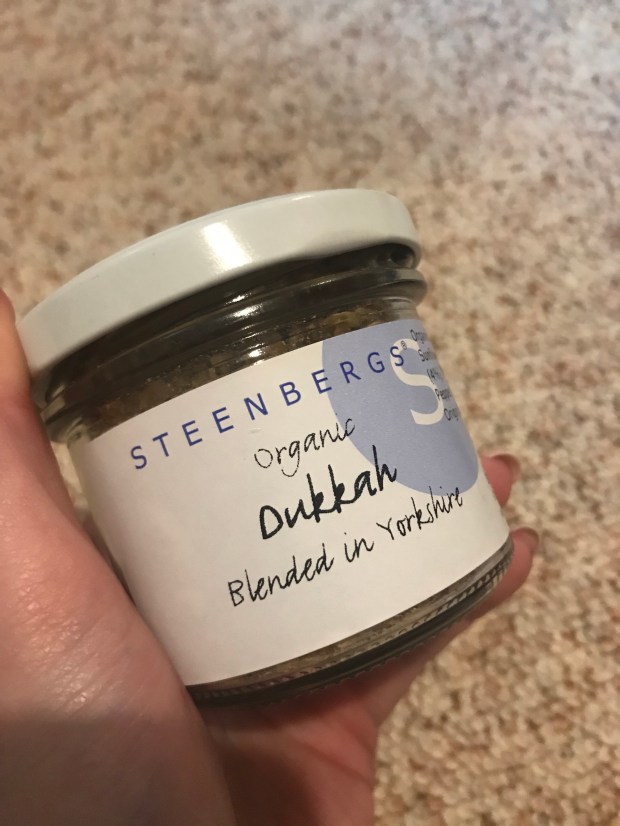 STEENBERGS®
Organic
Dukkah
Blended in Yorkshire
S